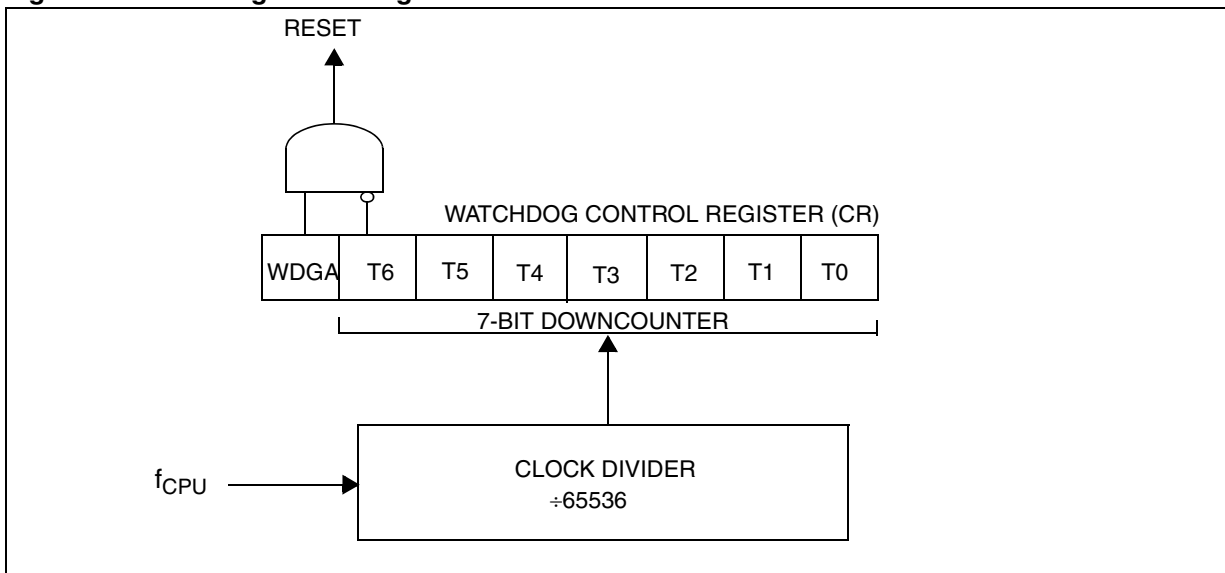 RESET
WATCHDOG CONTROL REGISTER (CR)
WDGA T6 T5 T4 T3 T2 T1 T0
7-BIT DOWNCOUNTER
fCPU
CLOCK DIVIDER
÷65536